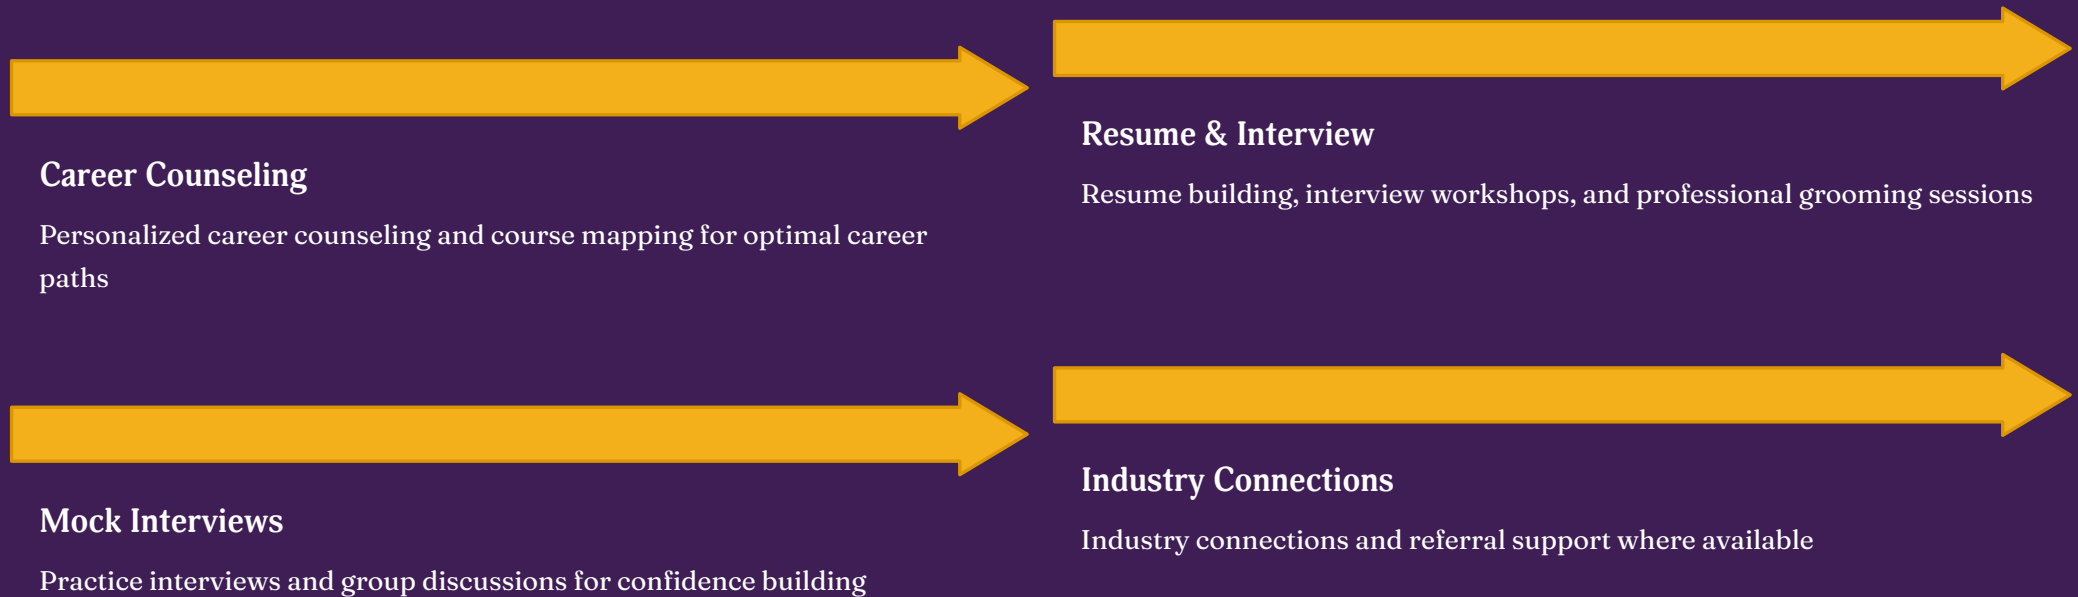 Career Counseling
Personalized career counseling and course mapping for optimal career
paths
Resume & Interview
Resume building, interview workshops, and professional grooming sessions
Mock Interviews
Practice interviews and group discussions for confidence building
Industry Connections
Industry connections and referral support where available